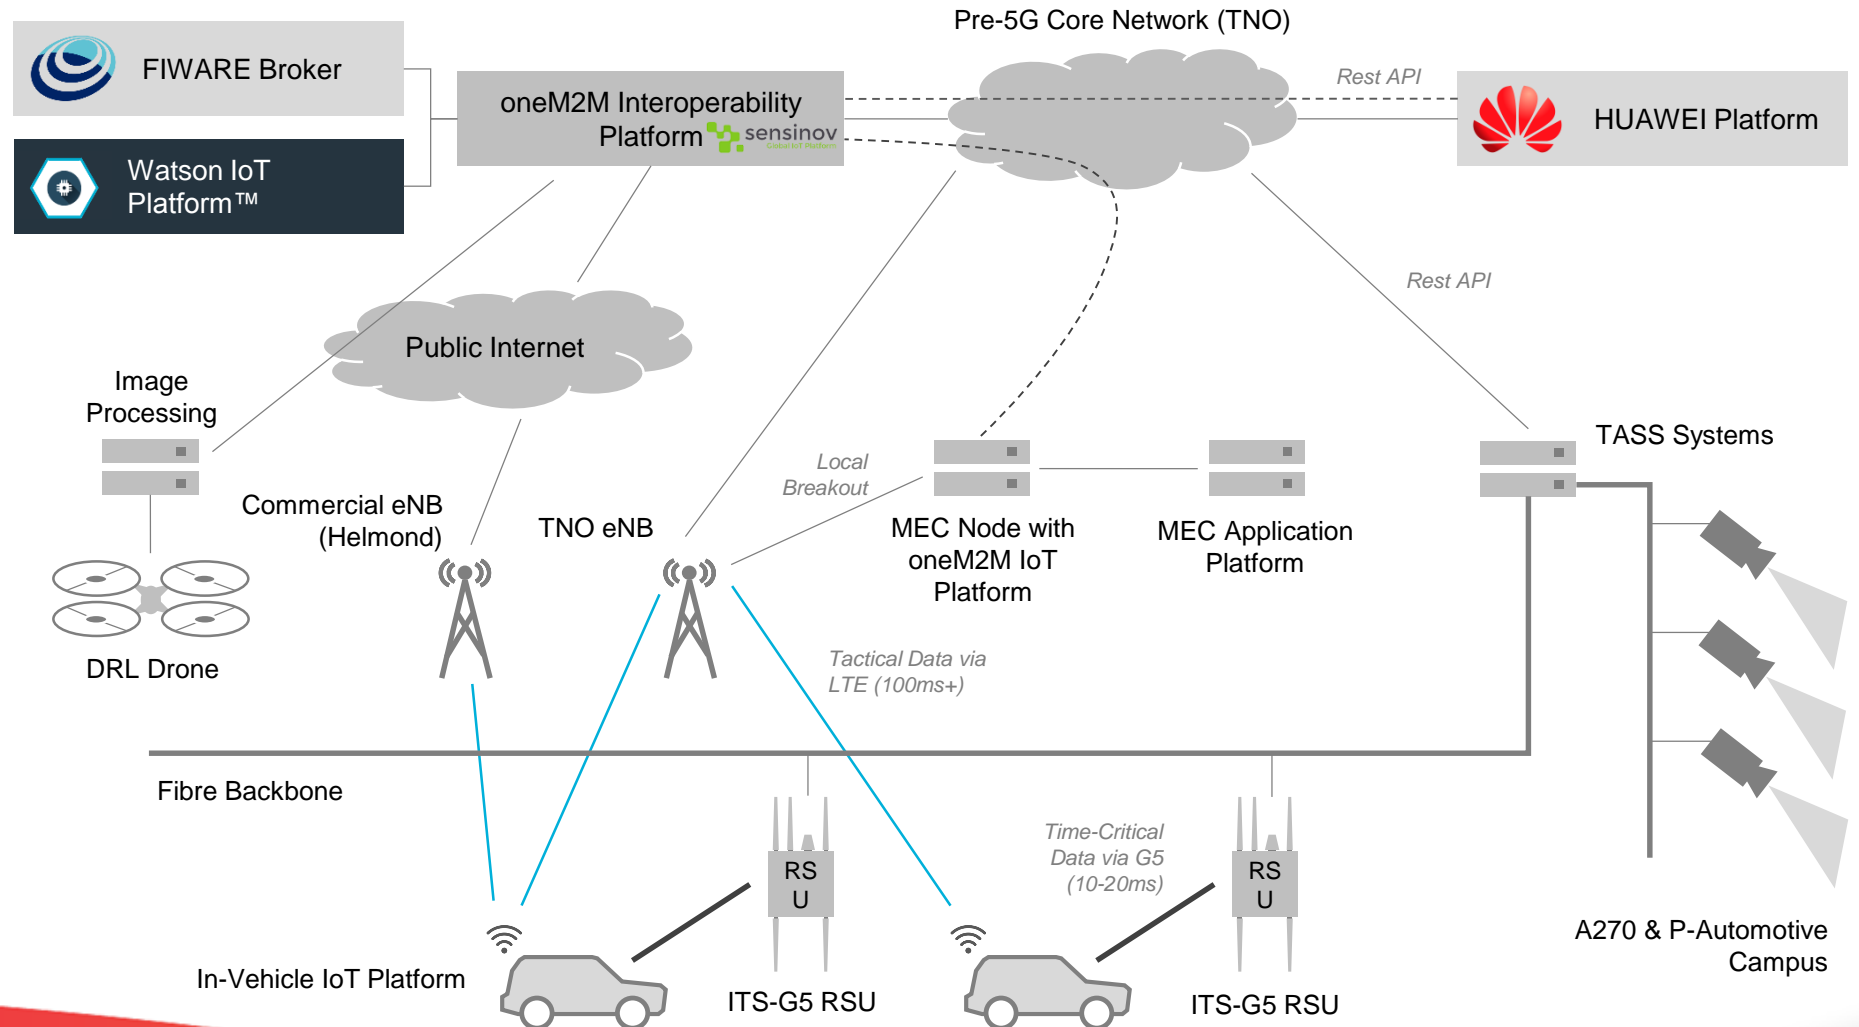 Pre-5G Core Network (TNO)
FIWARE Broker
oneM2M Interoperability
Platform
sensinov
Global IoT Platform
Rest API
HUAWEI Platform
Watson IoT
Platform™
Rest API
Public Internet
Image
Processing
TASS Systems
Local
Breakout
Commercial eNB
(Helmond)
TNO eNB
MEC Node with
oneM2M IoT
Platform
MEC Application
Platform
DRL Drone
Tactical Data via
LTE (100ms+)
Fibre Backbone
Time-Critical
Data via G5
(10-20ms)
RS
U
RS
U
A270 & P-Automotive
Campus
In-Vehicle IoT Platform
ITS-G5 RSU
ITS-G5 RSU